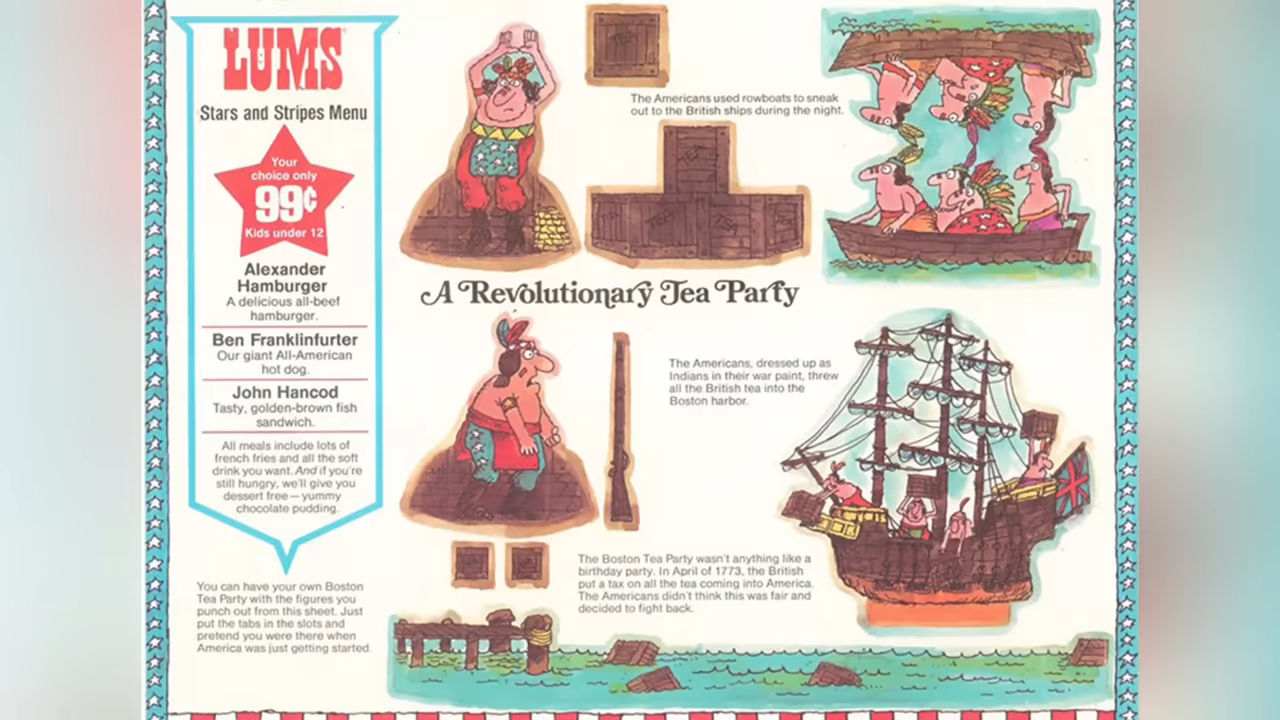 LUMS
Stars and Stripes Menu
Your
choice only
99¢
Kids under 12
Alexander
Hamburger
A delicious all-beef
hamburger.
Ben Franklinfurter
Our giant All-American
hot dog.
John Hancod
Tasty, golden-brown fish
sandwich.
All meals include lots of
french fries and all the soft
drink you want. And if you're
still hungry, we'll give you
dessert free—yummy
chocolate pudding.
You can have your own Boston
Tea Party with the figures you
punch out from this sheet. Just
put the tabs in the slots and
pretend you were there when
America was just getting started.
TEA
The Americans used rowboats to sneak
out to the British ships during the night.
TEA
TEA TEA TEA
A Revolutionary Tea Party
The Americans, dressed up as
Indians in their war paint, threw
all the British tea into the
Boston harbor.
The Boston Tea Party wasn't anything like a
birthday party. In April of 1773, the British
put a tax on all the tea coming into America.
The Americans didn't think this was fair and
decided to fight back.